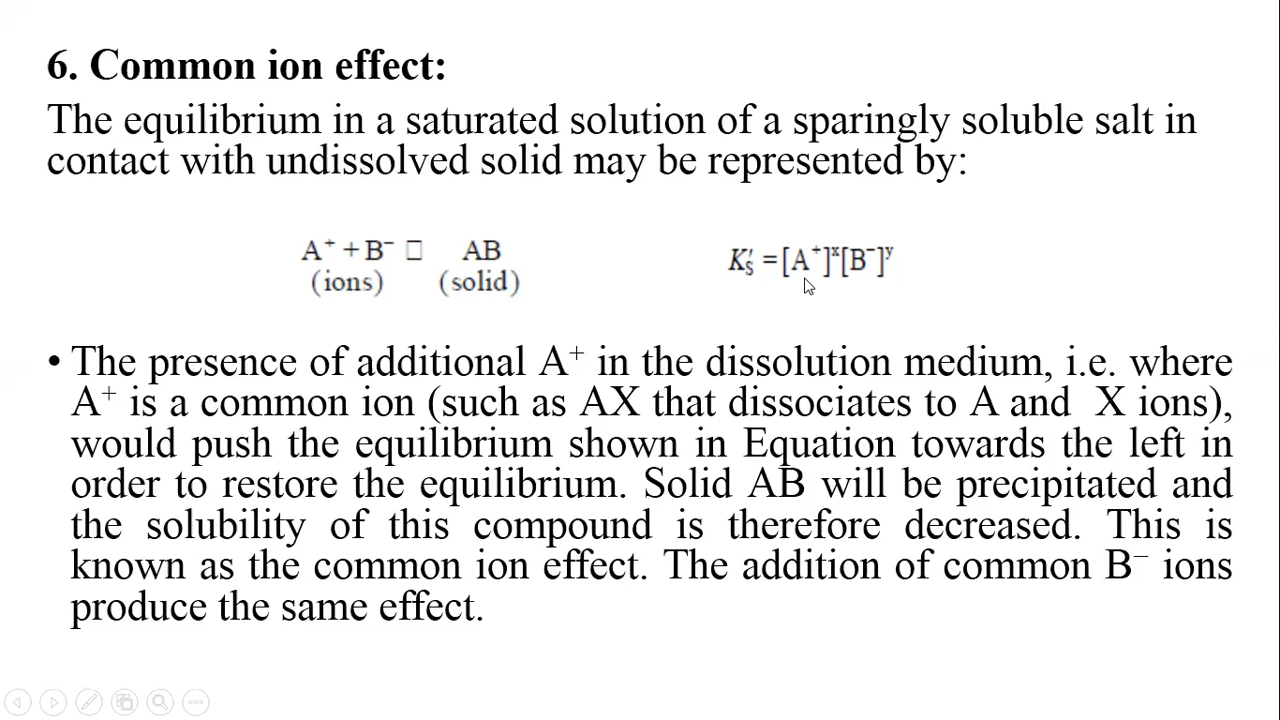 6. Common ion effect:
The equilibrium in a saturated solution of a sparingly soluble salt in
contact with undissolved solid may be represented by:
A⁺ + B⁻ □ AB
(ions) (solid)
K′ₛ = [A⁺]ˣ[B⁻]ʸ
• The presence of additional A⁺ in the dissolution medium, i.e. where
A⁺ is a common ion (such as AX that dissociates to A and X ions),
would push the equilibrium shown in Equation towards the left in
order to restore the equilibrium. Solid AB will be precipitated and
the solubility of this compound is therefore decreased. This is
known as the common ion effect. The addition of common B⁻ ions
produce the same effect.